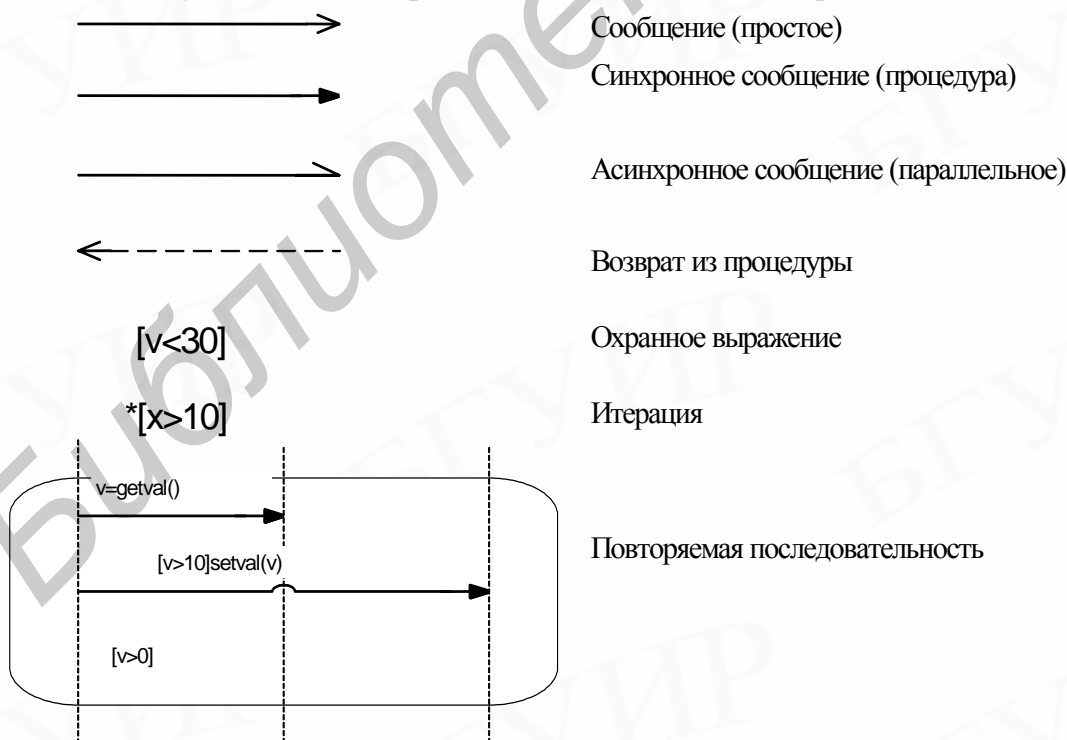 Сообщение (простое)
Синхронное сообщение (процедура)
Асинхронное сообщение (параллельное)
Возврат из процедуры
[v<30]
Охранное выражение
*[x>10]
Итерация
v=getval()
[v>10]setval(v)
Повторяемая последовательность
[v>0]